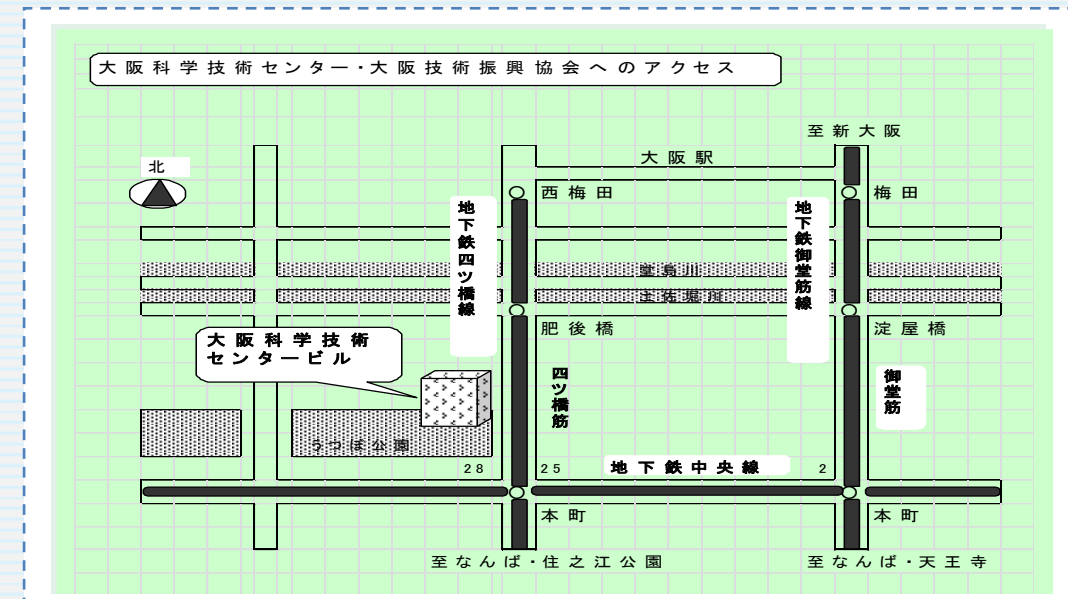 大阪科学技術センター・大阪技術振興協会へのアクセス
至新大阪
大阪駅
北
西梅田
梅田
地下鉄四ツ橋線
地下鉄御堂筋線
堂島川
土佐堀川
肥後橋
淀屋橋
大阪科学技術
センタービル
四ツ橋筋
御堂筋
うつぼ公園
28
25
地下鉄中央線
2
本町
本町
至なんば・住之江公園
至なんば・天王寺